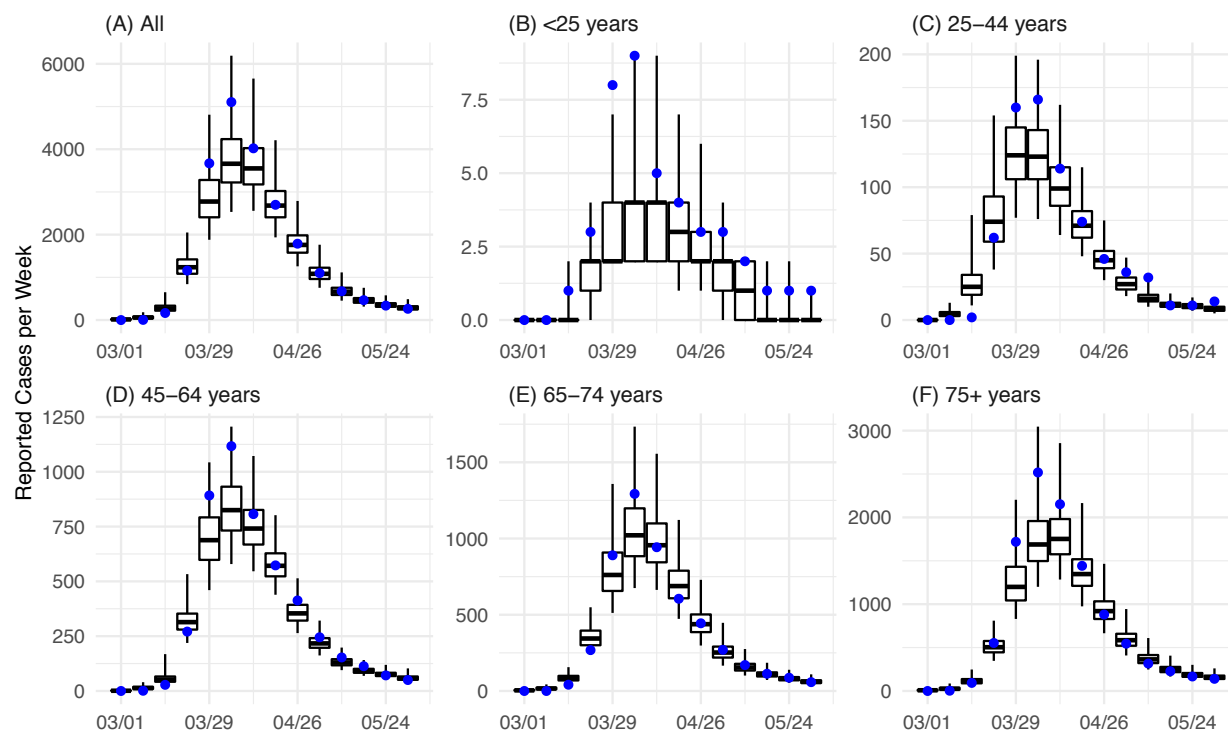 (A) All
(B) <25 years
(C) 25−44 years
6000
4000
2000
0
03/01 03/29 04/26 05/24
7.5
5.0
2.5
0.0
03/01 03/29 04/26 05/24
200
150
100
50
0
03/01 03/29 04/26 05/24
Reported Cases per Week
(D) 45−64 years
(E) 65−74 years
(F) 75+ years
1250
1000
750
500
250
0
03/01 03/29 04/26 05/24
1500
1000
500
0
03/01 03/29 04/26 05/24
3000
2000
1000
0
03/01 03/29 04/26 05/24